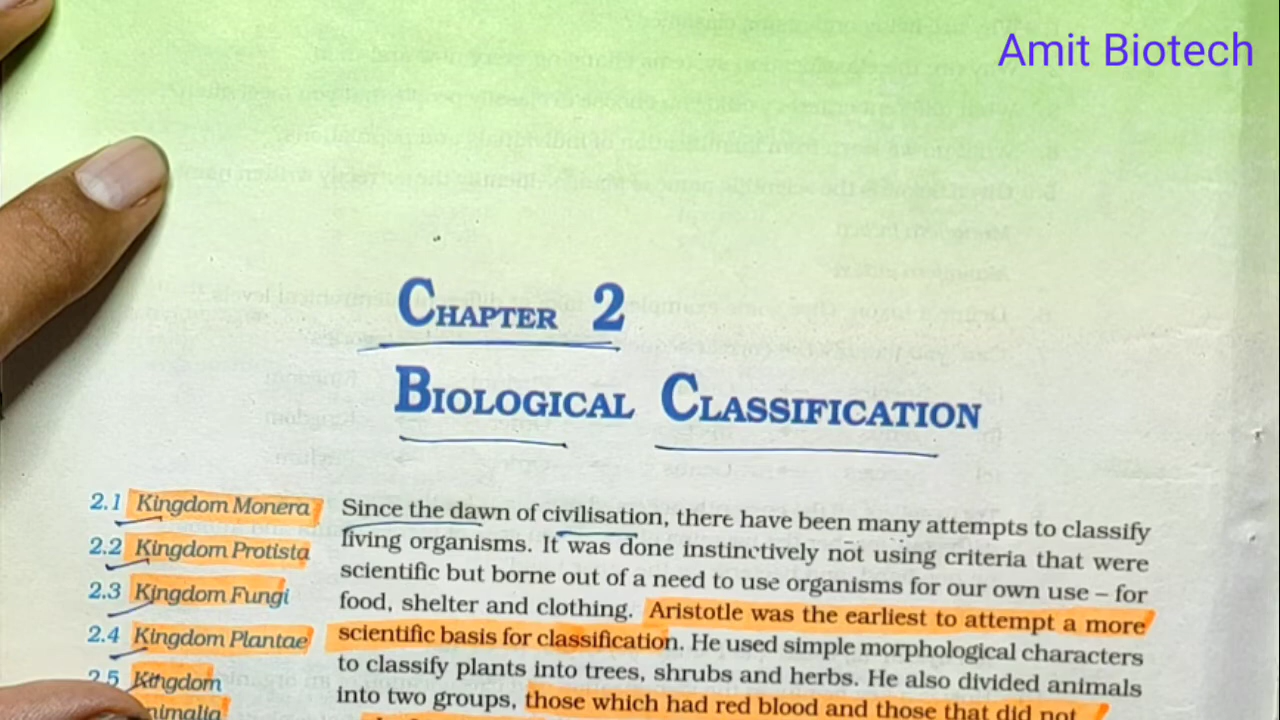 Amit Biotech
CHAPTER 2
BIOLOGICAL CLASSIFICATION
2.1 Kingdom Monera
2.2 Kingdom Protista
2.3 Kingdom Fungi
2.4 Kingdom Plantae
2.5 Kingdom
Animalia
Since the dawn of civilisation, there have been many attempts to classify
living organisms. It was done instinctively not using criteria that were
scientific but borne out of a need to use organisms for our own use – for
food, shelter and clothing. Aristotle was the earliest to attempt a more
scientific basis for classification. He used simple morphological characters
to classify plants into trees, shrubs and herbs. He also divided animals
into two groups, those which had red blood and those that did not